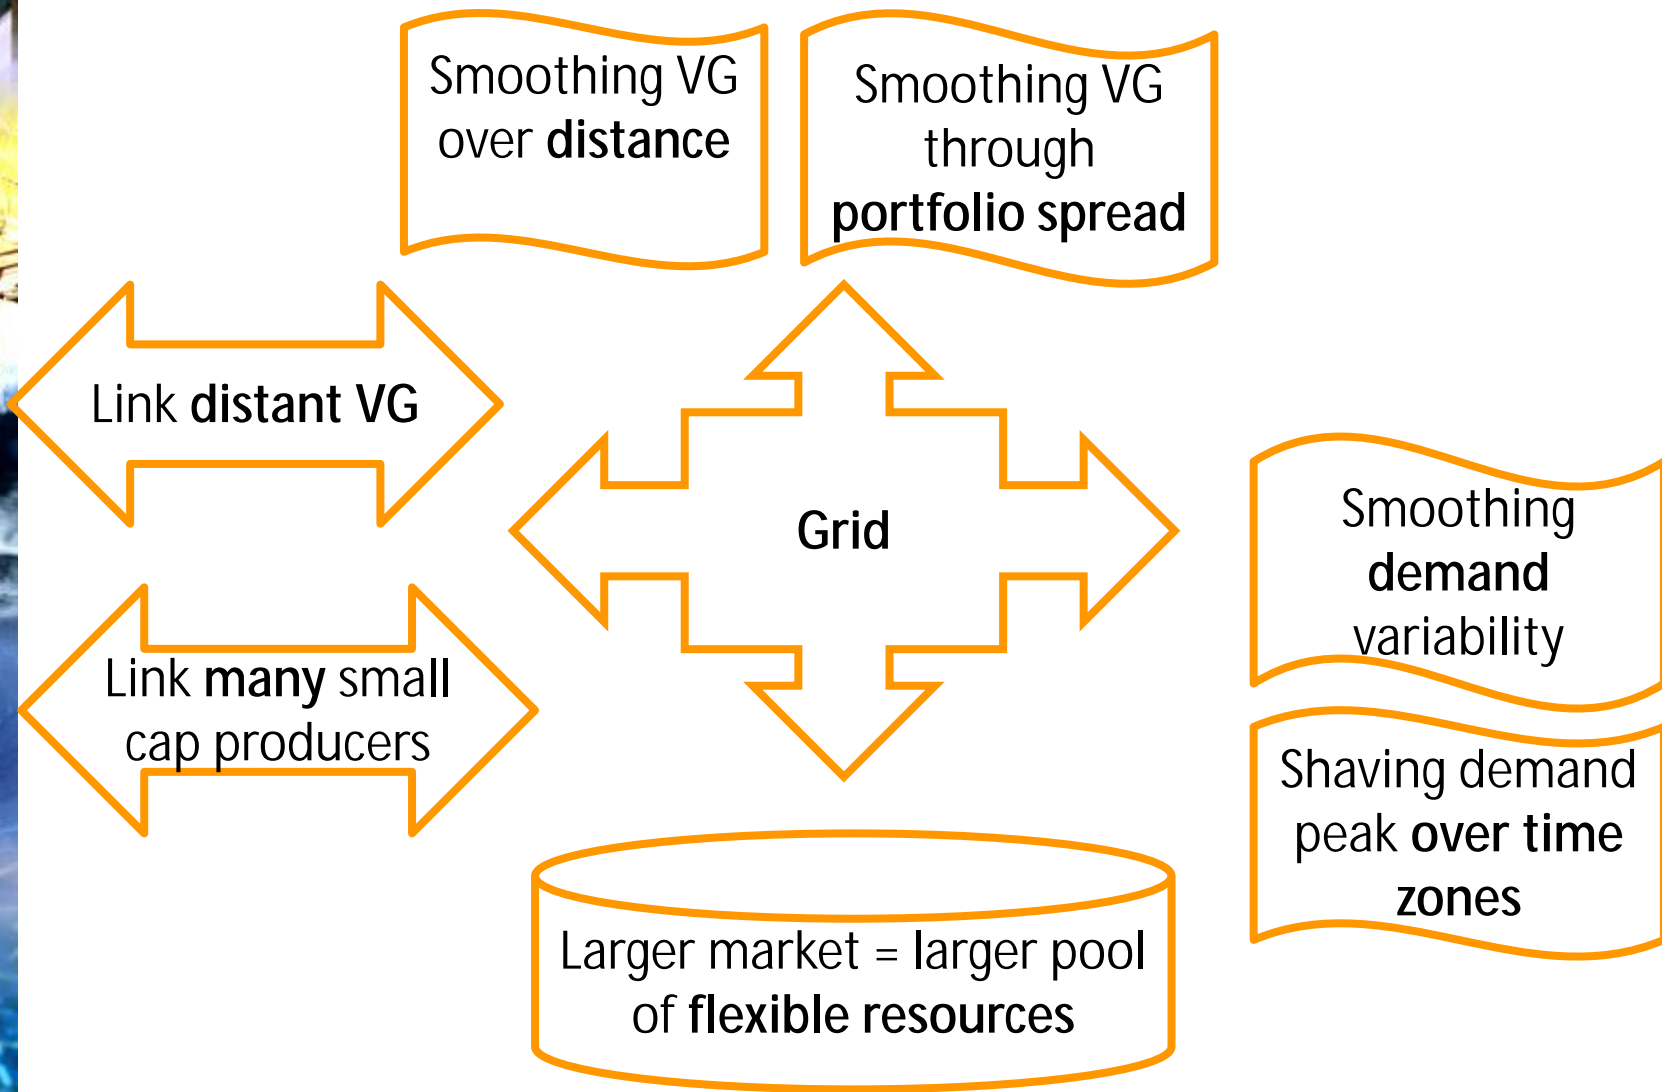 Smoothing VG
over distance
Smoothing VG
through
portfolio spread
Link distant VG
Grid
Link many small
cap producers
Smoothing
demand
variability
Shaving demand
peak over time
zones
Larger market = larger pool
of flexible resources